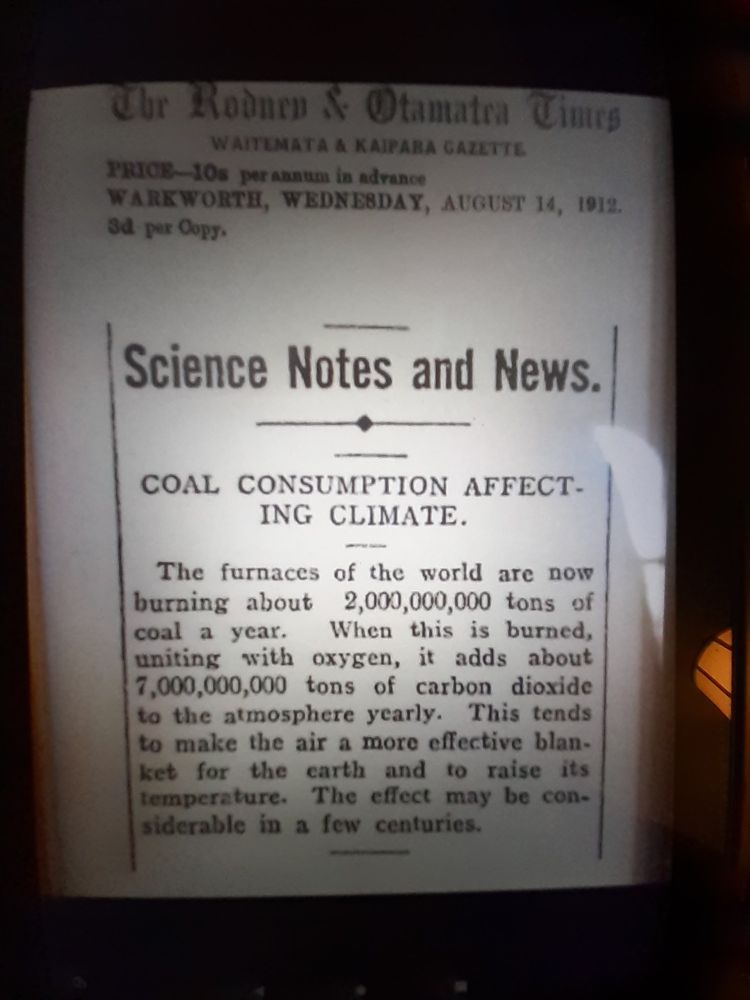 The Rodney & Otamatea Times
WAITEMATA & KAIPARA GAZETTE
PRICE—10s per annum in advance
WARKWORTH, WEDNESDAY, AUGUST 14, 1912.
3d per Copy.
Science Notes and News.
COAL CONSUMPTION AFFECT-
ING CLIMATE.
The furnaces of the world are now
burning about 2,000,000,000 tons of
coal a year. When this is burned,
uniting with oxygen, it adds about
7,000,000,000 tons of carbon dioxide
to the atmosphere yearly. This tends
to make the air a more effective blan-
ket for the earth and to raise its
temperature. The effect may be con-
siderable in a few centuries.